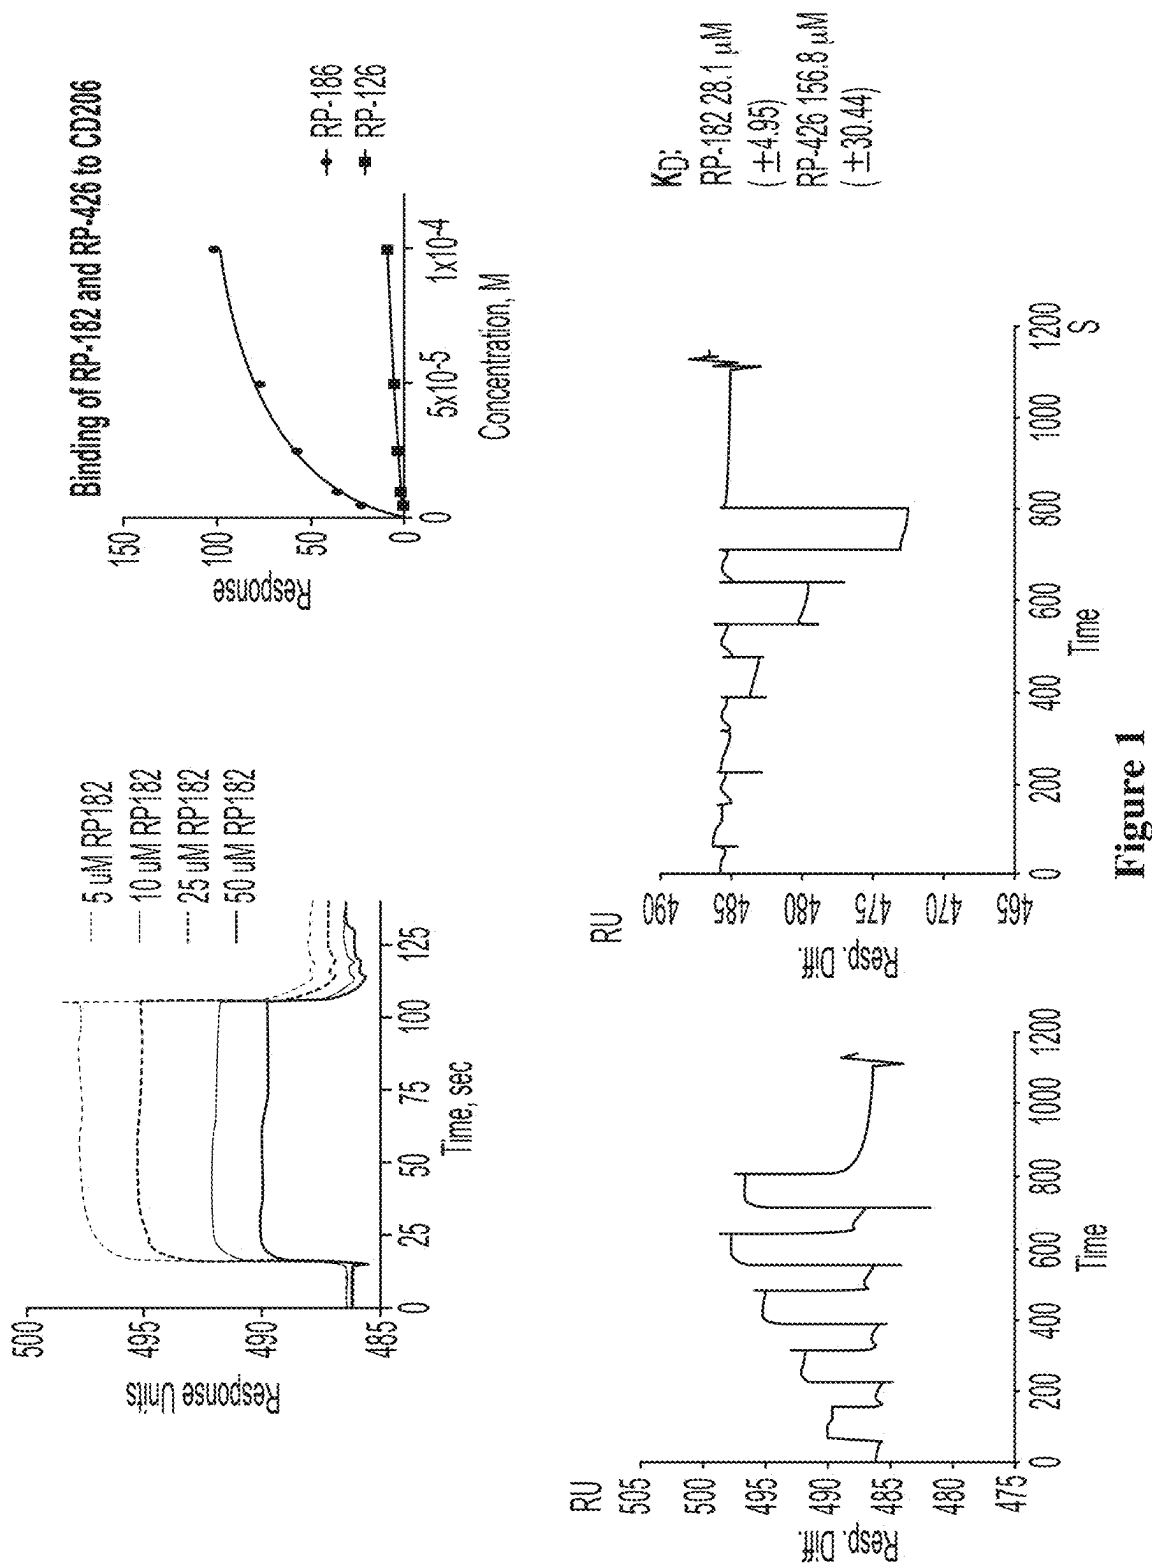 500
495
490
485
Response Units
0
25
50
75
100
125
Time, sec
5 uM RP182
10 uM RP182
25 uM RP182
50 uM RP182
Binding of RP-182 and RP-426 to CD206
150
100
50
0
Response
0
5x10-5
1x10-4
Concentration, M
RP-186
RP-126
RU
505
500
495
490
485
480
475
Resp. Diff.
0
200
400
600
800
1000
1200
Time
RU
490
485
480
475
470
465
Resp. Diff.
0
200
400
600
800
1000
1200
Time
S
KD;
RP-182 28.1 µM
( ±4.95)
RP-426 156.8 µM
( ±30.44)
Figure 1